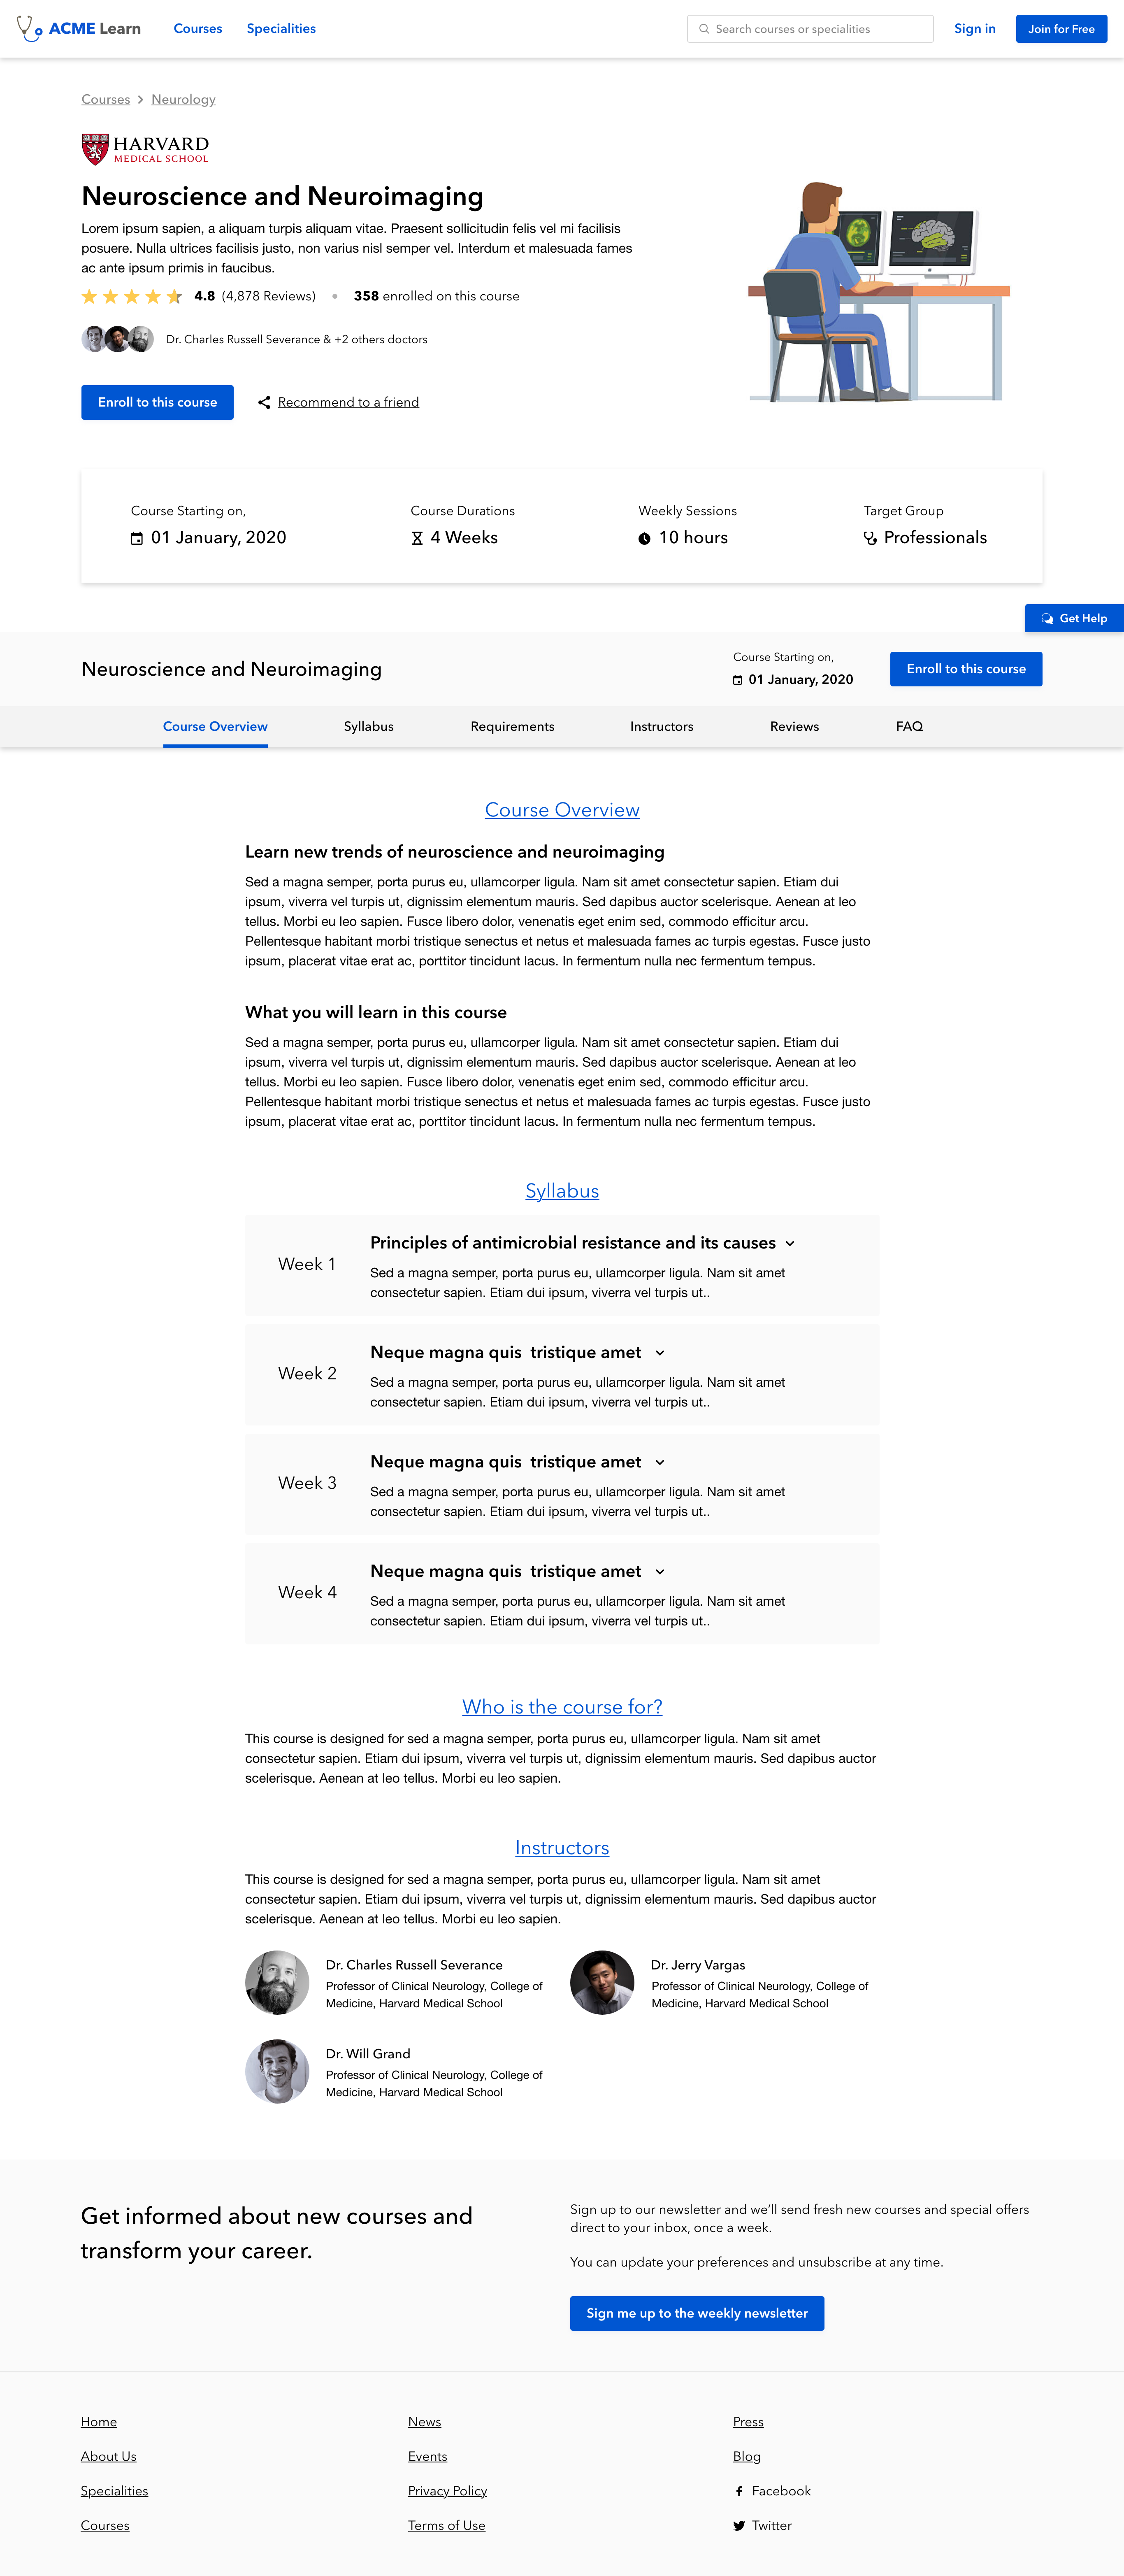 ACME Learn
Courses
Specialities
Search courses or specialities
Sign in
Join for Free
Courses
Neurology
HARVARD
MEDICAL SCHOOL
Neuroscience and Neuroimaging
Lorem ipsum sapien, a aliquam turpis aliquam vitae. Praesent sollicitudin felis vel mi facilisis
posuere. Nulla ultrices facilisis justo, non varius nisl semper vel. Interdum et malesuada fames
ac ante ipsum primis in faucibus.
4.8 (4,878 Reviews)
358 enrolled on this course
Dr. Charles Russell Severance & +2 others doctors
Enroll to this course
Recommend to a friend
Course Starting on,
01 January, 2020
Course Durations
4 Weeks
Weekly Sessions
10 hours
Target Group
Professionals
Get Help
Neuroscience and Neuroimaging
Course Starting on,
01 January, 2020
Enroll to this course
Course Overview
Syllabus
Requirements
Instructors
Reviews
FAQ
Course Overview
Learn new trends of neuroscience and neuroimaging
Sed a magna semper, porta purus eu, ullamcorper ligula. Nam sit amet consectetur sapien. Etiam dui
ipsum, viverra vel turpis ut, dignissim elementum mauris. Sed dapibus auctor scelerisque. Aenean at leo
tellus. Morbi eu leo sapien. Fusce libero dolor, venenatis eget enim sed, commodo efficitur arcu.
Pellentesque habitant morbi tristique senectus et netus et malesuada fames ac turpis egestas. Fusce justo
ipsum, placerat vitae erat ac, porttitor tincidunt lacus. In fermentum nulla nec fermentum tempus.
What you will learn in this course
Sed a magna semper, porta purus eu, ullamcorper ligula. Nam sit amet consectetur sapien. Etiam dui
ipsum, viverra vel turpis ut, dignissim elementum mauris. Sed dapibus auctor scelerisque. Aenean at leo
tellus. Morbi eu leo sapien. Fusce libero dolor, venenatis eget enim sed, commodo efficitur arcu.
Pellentesque habitant morbi tristique senectus et netus et malesuada fames ac turpis egestas. Fusce justo
ipsum, placerat vitae erat ac, porttitor tincidunt lacus. In fermentum nulla nec fermentum tempus.
Syllabus
Week 1
Principles of antimicrobial resistance and its causes
Sed a magna semper, porta purus eu, ullamcorper ligula. Nam sit amet
consectetur sapien. Etiam dui ipsum, viverra vel turpis ut..
Week 2
Neque magna quis tristique amet
Sed a magna semper, porta purus eu, ullamcorper ligula. Nam sit amet
consectetur sapien. Etiam dui ipsum, viverra vel turpis ut..
Week 3
Neque magna quis tristique amet
Sed a magna semper, porta purus eu, ullamcorper ligula. Nam sit amet
consectetur sapien. Etiam dui ipsum, viverra vel turpis ut..
Week 4
Neque magna quis tristique amet
Sed a magna semper, porta purus eu, ullamcorper ligula. Nam sit amet
consectetur sapien. Etiam dui ipsum, viverra vel turpis ut..
Who is the course for?
This course is designed for sed a magna semper, porta purus eu, ullamcorper ligula. Nam sit amet
consectetur sapien. Etiam dui ipsum, viverra vel turpis ut, dignissim elementum mauris. Sed dapibus auctor
scelerisque. Aenean at leo tellus. Morbi eu leo sapien.
Instructors
This course is designed for sed a magna semper, porta purus eu, ullamcorper ligula. Nam sit amet
consectetur sapien. Etiam dui ipsum, viverra vel turpis ut, dignissim elementum mauris. Sed dapibus auctor
scelerisque. Aenean at leo tellus. Morbi eu leo sapien.
Dr. Charles Russell Severance
Professor of Clinical Neurology, College of
Medicine, Harvard Medical School
Dr. Jerry Vargas
Professor of Clinical Neurology, College of
Medicine, Harvard Medical School
Dr. Will Grand
Professor of Clinical Neurology, College of
Medicine, Harvard Medical School
Get informed about new courses and
transform your career.
Sign up to our newsletter and we’ll send fresh new courses and special offers
direct to your inbox, once a week.
You can update your preferences and unsubscribe at any time.
Sign me up to the weekly newsletter
Home
About Us
Specialities
Courses
News
Events
Privacy Policy
Terms of Use
Press
Blog
Facebook
Twitter